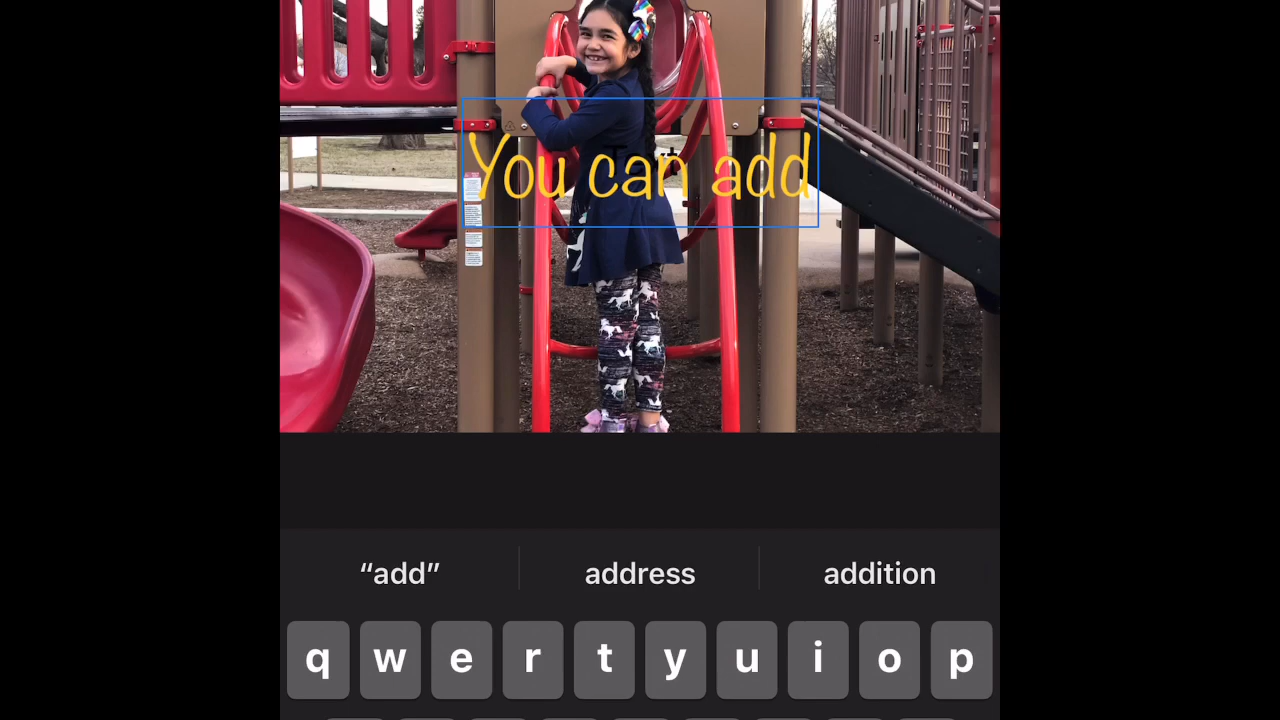 You can add
“add” address addition
q w e r t y u i o p